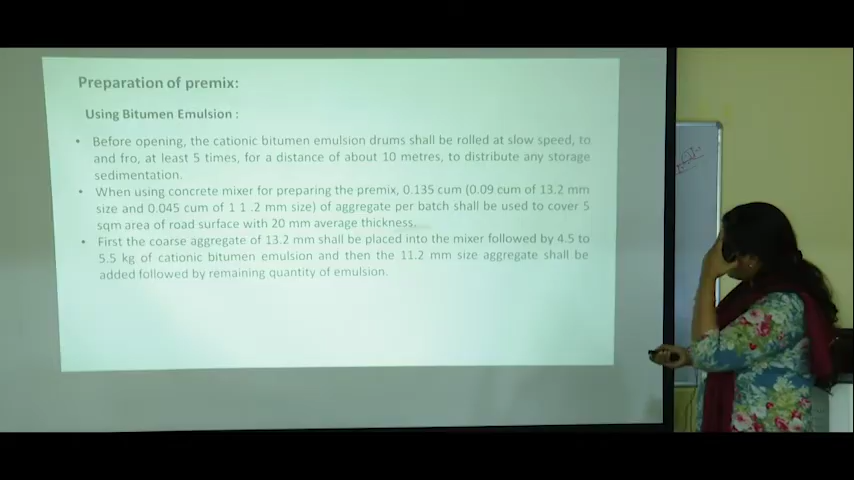 Preparation of premix:
Using Bitumen Emulsion :
• Before opening, the cationic bitumen emulsion drums shall be rolled at slow speed, to
and fro, at least 5 times, for a distance of about 10 metres, to distribute any storage
sedimentation.
• When using concrete mixer for preparing the premix, 0.135 cum (0.09 cum of 13.2 mm
size and 0.045 cum of 1 1 .2 mm size) of aggregate per batch shall be used to cover 5
sqm area of road surface with 20 mm average thickness.
• First the coarse aggregate of 13.2 mm shall be placed into the mixer followed by 4.5 to
5.5 kg of cationic bitumen emulsion and then the 11.2 mm size aggregate shall be
added followed by remaining quantity of emulsion.